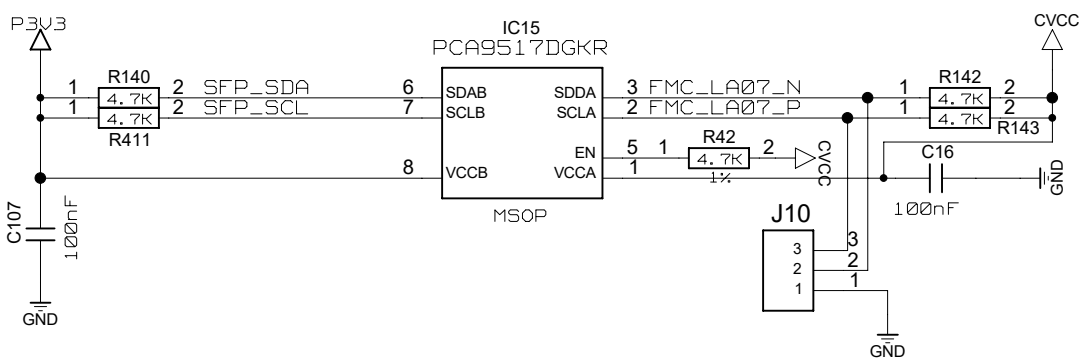 P3V3
CVCC
IC15
PCA9517DGKR
1 R140 2 SFP_SDA 6 SDAB SDDA 3 FMC_LA07_N 1 R142 2
4.7K
4.7K
1 4.7K 2 SFP_SCL 7 SCLB SCLA 2 FMC_LA07_P 1 4.7K 2
R411
R143
R42
EN 5 1 4.7K 2 CVCC
1%
8 VCCB VCCA 1
C16
100nF
GND
MSOP
C107
100nF
GND
J10
3 3
2 2
1 1
GND